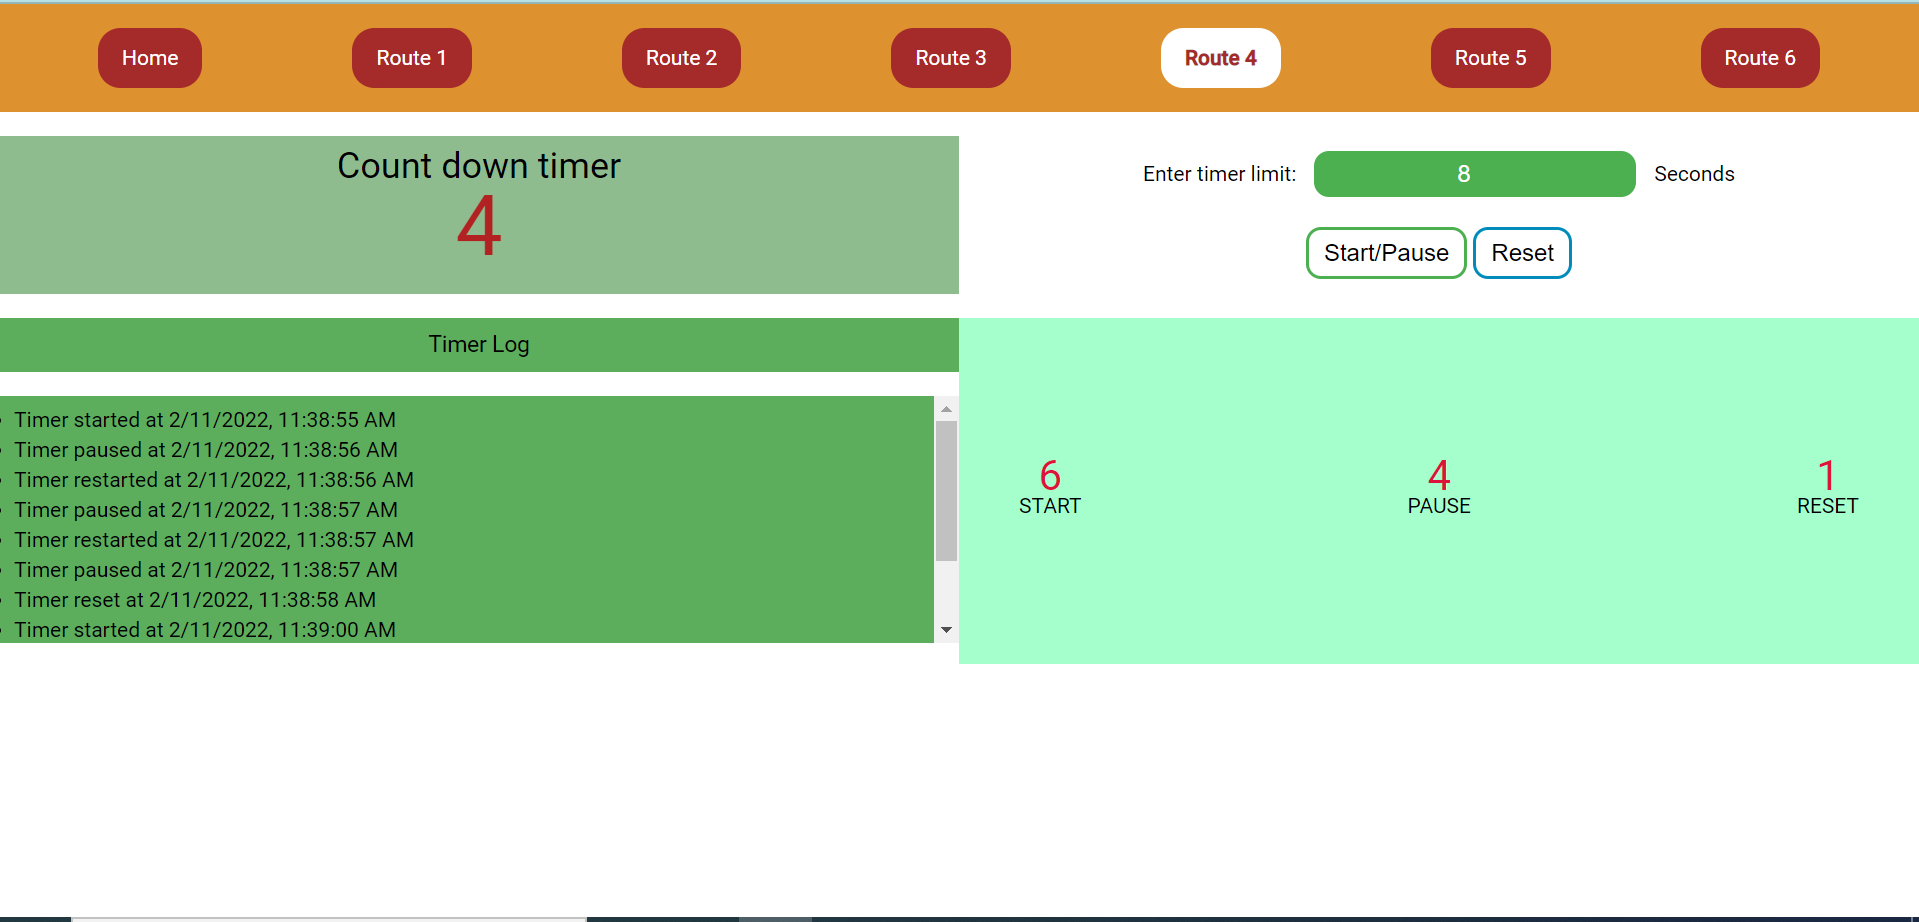 Home Route 1 Route 2 Route 3 Route 4 Route 5 Route 6
Count down timer
4
Enter timer limit: 8 Seconds
Start/Pause Reset
Timer Log
Timer started at 2/11/2022, 11:38:55 AM
Timer paused at 2/11/2022, 11:38:56 AM
Timer restarted at 2/11/2022, 11:38:56 AM
Timer paused at 2/11/2022, 11:38:57 AM
Timer restarted at 2/11/2022, 11:38:57 AM
Timer paused at 2/11/2022, 11:38:57 AM
Timer reset at 2/11/2022, 11:38:58 AM
Timer started at 2/11/2022, 11:39:00 AM
6 4 1
START PAUSE RESET